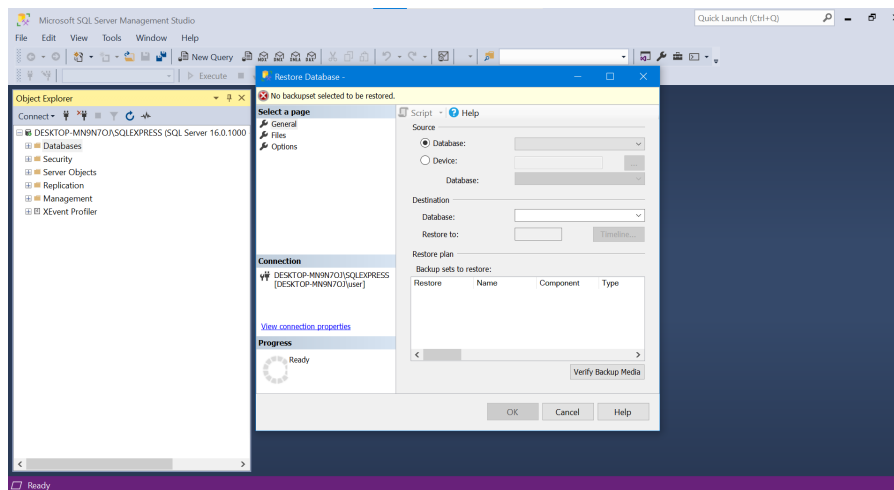 Microsoft SQL Server Management Studio
Quick Launch (Ctrl+Q)
File Edit View Tools Window Help
New Query
Execute
Object Explorer
Connect
DESKTOP-MN9N7OJ\SQLEXPRESS (SQL Server 16.0.1000
Databases
Security
Server Objects
Replication
Management
XEvent Profiler
Restore Database -
No backupset selected to be restored.
Select a page
General
Files
Options
Connection
DESKTOP-MN9N7OJ\SQLEXPRESS
[DESKTOP-MN9N7OJ\user]
View connection properties
Progress
Ready
Script Help
Source
Database:
Device:
...
Database:
Destination
Database:
Restore to:
Timeline...
Restore plan
Backup sets to restore:
Restore Name Component Type
Verify Backup Media
OK Cancel Help
Ready